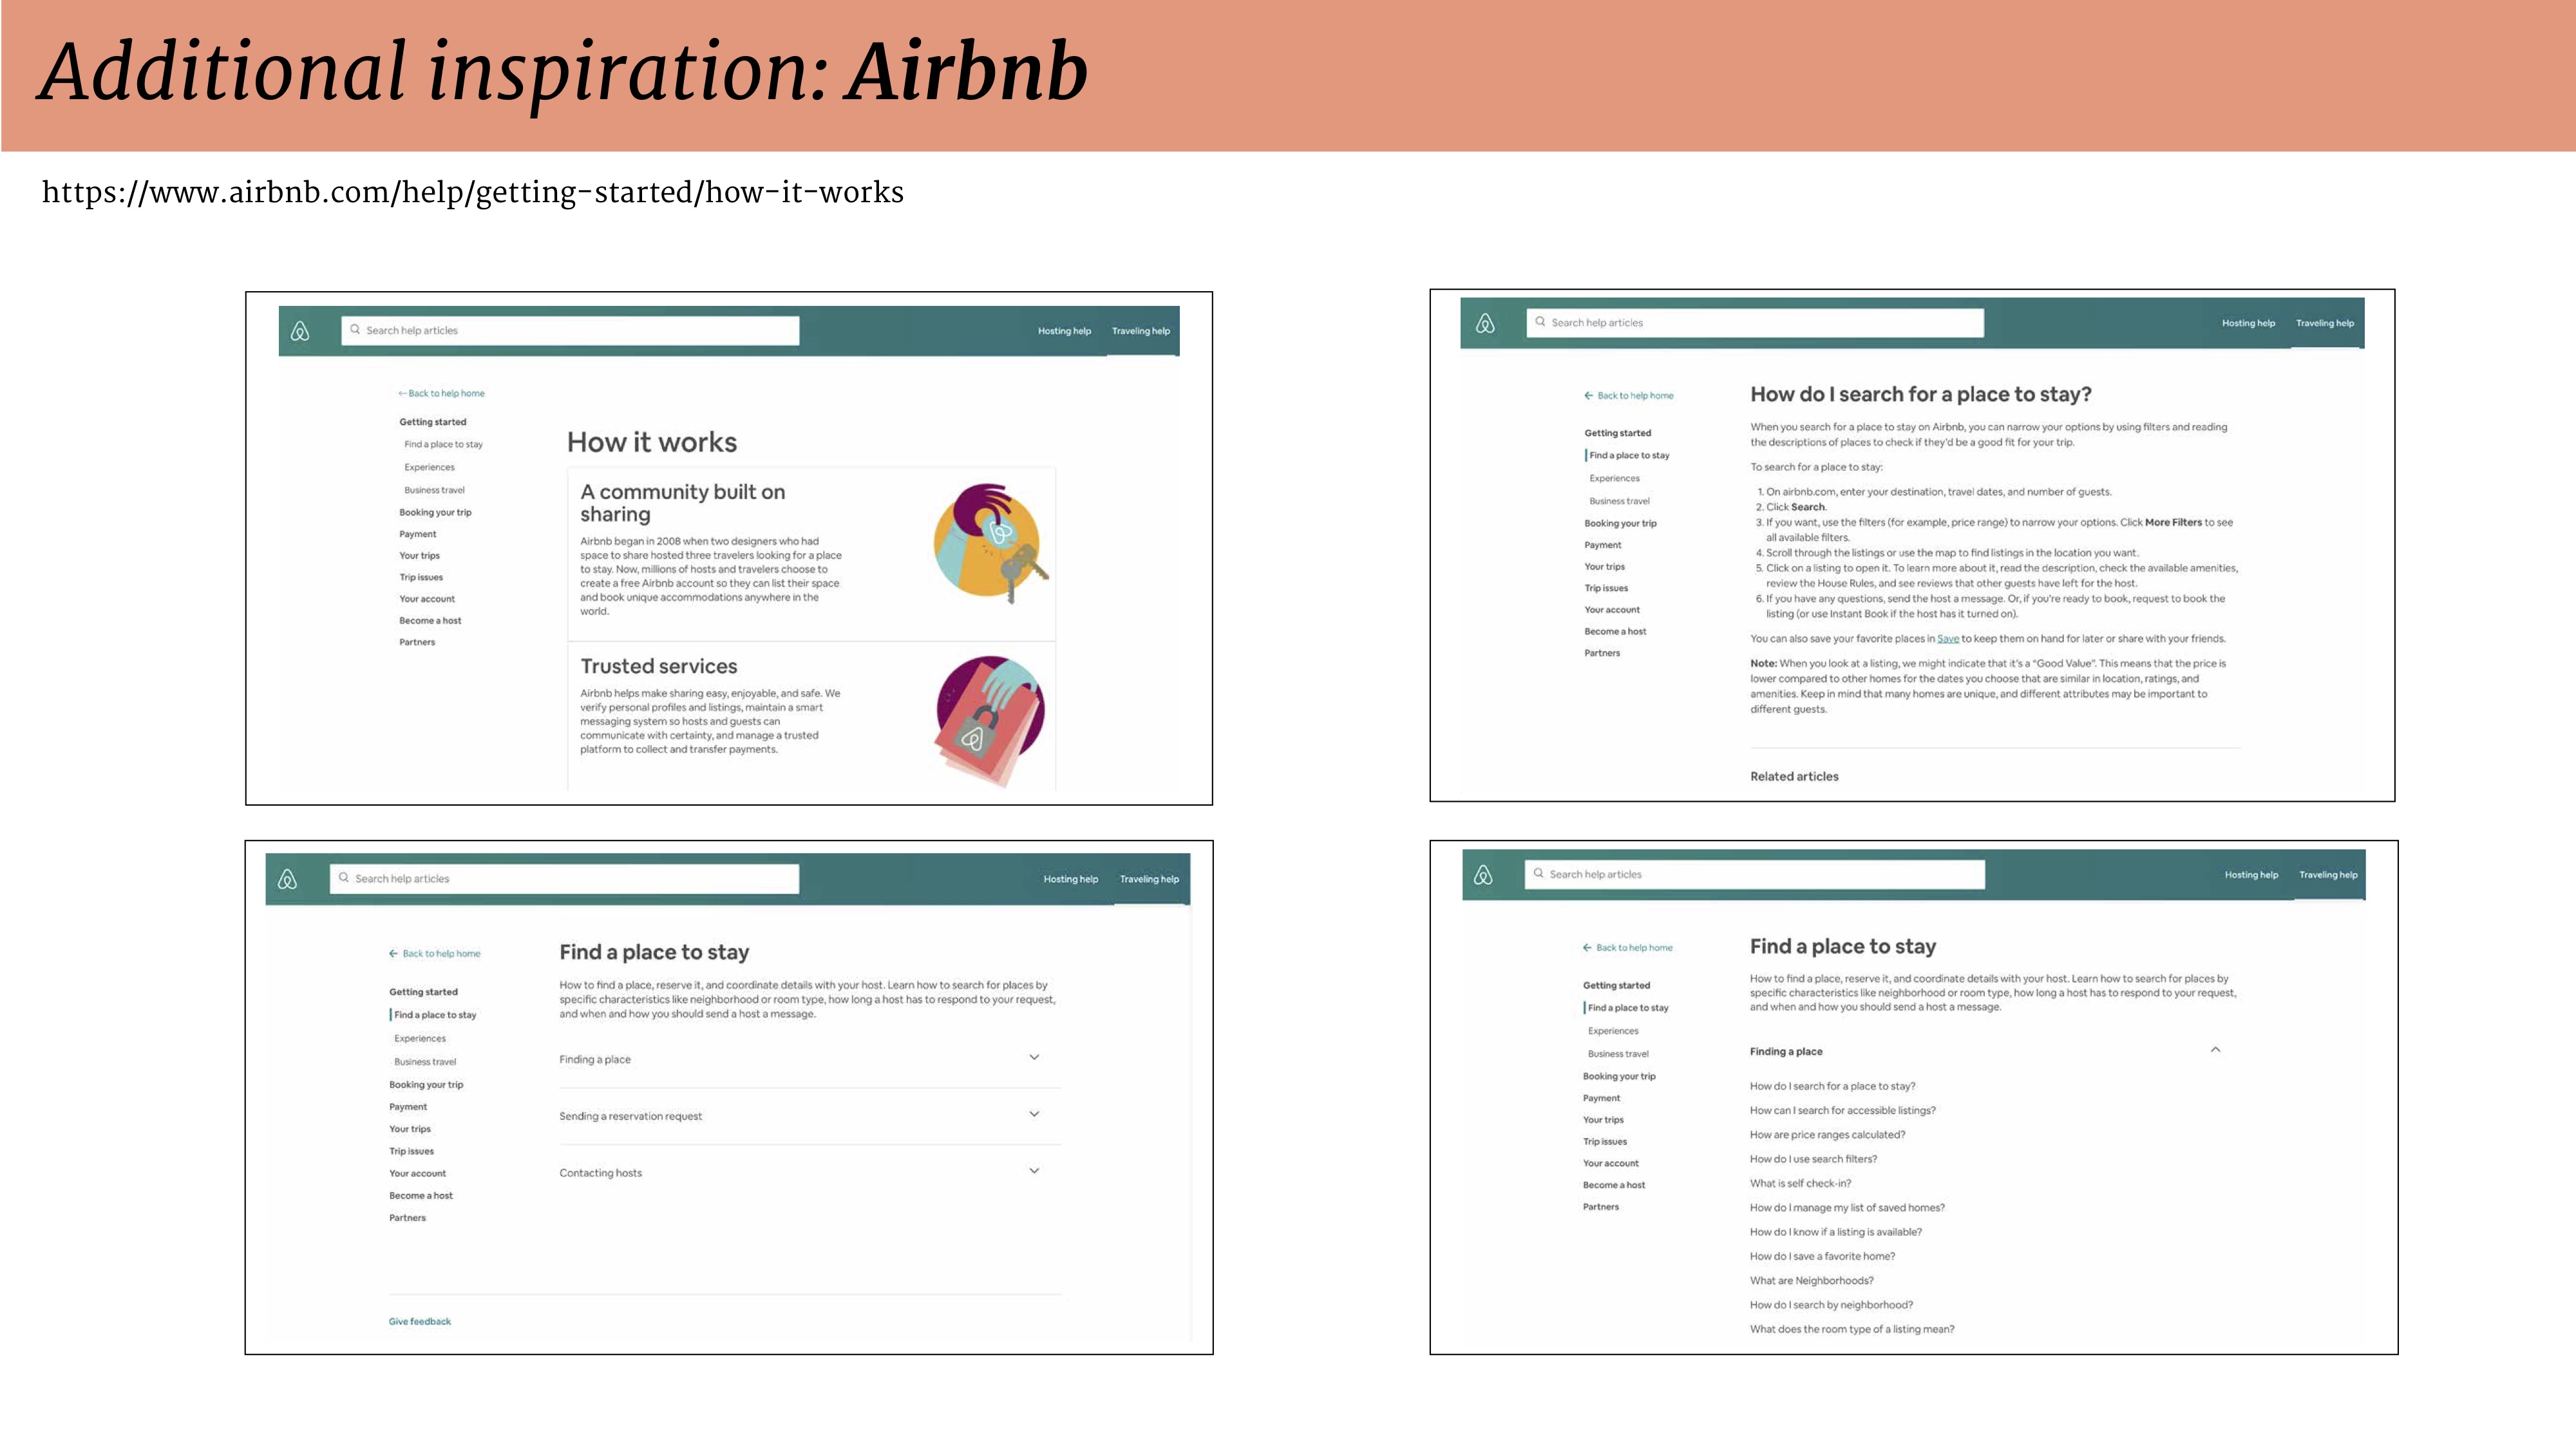 Additional inspiration: Airbnb
https://www.airbnb.com/help/getting-started/how-it-works
Search help articles
Hosting help
Traveling help
← Back to help home
Getting started
Find a place to stay
Experiences
Business travel
Booking your trip
Payment
Your trips
Trip issues
Your account
Become a host
Partners
How it works
A community built on
sharing
Airbnb began in 2008 when two designers who had
space to share hosted three travelers looking for a place
to stay. Now, millions of hosts and travelers choose to
create a free Airbnb account so they can list their space
and book unique accommodations anywhere in the
world.
Trusted services
Airbnb helps make sharing easy, enjoyable, and safe. We
verify personal profiles and listings, maintain a smart
messaging system so hosts and guests can
communicate with certainty, and manage a trusted
platform to collect and transfer payments.
Search help articles
Hosting help
Traveling help
← Back to help home
Getting started
Find a place to stay
Experiences
Business travel
Booking your trip
Payment
Your trips
Trip issues
Your account
Become a host
Partners
How do I search for a place to stay?
When you search for a place to stay on Airbnb, you can narrow your options by using filters and reading
the descriptions of places to check if they'd be a good fit for your trip.
To search for a place to stay:
1. On airbnb.com, enter your destination, travel dates, and number of guests.
2. Click Search.
3. If you want, use the filters (for example, price range) to narrow your options. Click More Filters to see
all available filters.
4. Scroll through the listings or use the map to find listings in the location you want.
5. Click on a listing to open it. To learn more about it, read the description, check the available amenities,
review the House Rules, and see reviews that other guests have left for the host.
6. If you have any questions, send the host a message. Or, if you're ready to book, request to book the
listing (or use Instant Book if the host has it turned on).
You can also save your favorite places in Save to keep them on hand for later or share with your friends.
Note: When you look at a listing, we might indicate that it's a "Good Value". This means that the price is
lower compared to other homes for the dates you choose that are similar in location, ratings, and
amenities. Keep in mind that many homes are unique, and different attributes may be important to
different guests.
Related articles
Search help articles
Hosting help
Traveling help
← Back to help home
Getting started
Find a place to stay
Experiences
Business travel
Booking your trip
Payment
Your trips
Trip issues
Your account
Become a host
Partners
Find a place to stay
How to find a place, reserve it, and coordinate details with your host. Learn how to search for places by
specific characteristics like neighborhood or room type, how long a host has to respond to your request,
and when and how you should send a host a message.
Finding a place
Sending a reservation request
Contacting hosts
Give feedback
Search help articles
Hosting help
Traveling help
← Back to help home
Getting started
Find a place to stay
Experiences
Business travel
Booking your trip
Payment
Your trips
Trip issues
Your account
Become a host
Partners
Find a place to stay
How to find a place, reserve it, and coordinate details with your host. Learn how to search for places by
specific characteristics like neighborhood or room type, how long a host has to respond to your request,
and when and how you should send a host a message.
Finding a place
How do I search for a place to stay?
How can I search for accessible listings?
How are price ranges calculated?
How do I use search filters?
What is self check-in?
How do I manage my list of saved homes?
How do I know if a listing is available?
How do I save a favorite home?
What are Neighborhoods?
How do I search by neighborhood?
What does the room type of a listing mean?